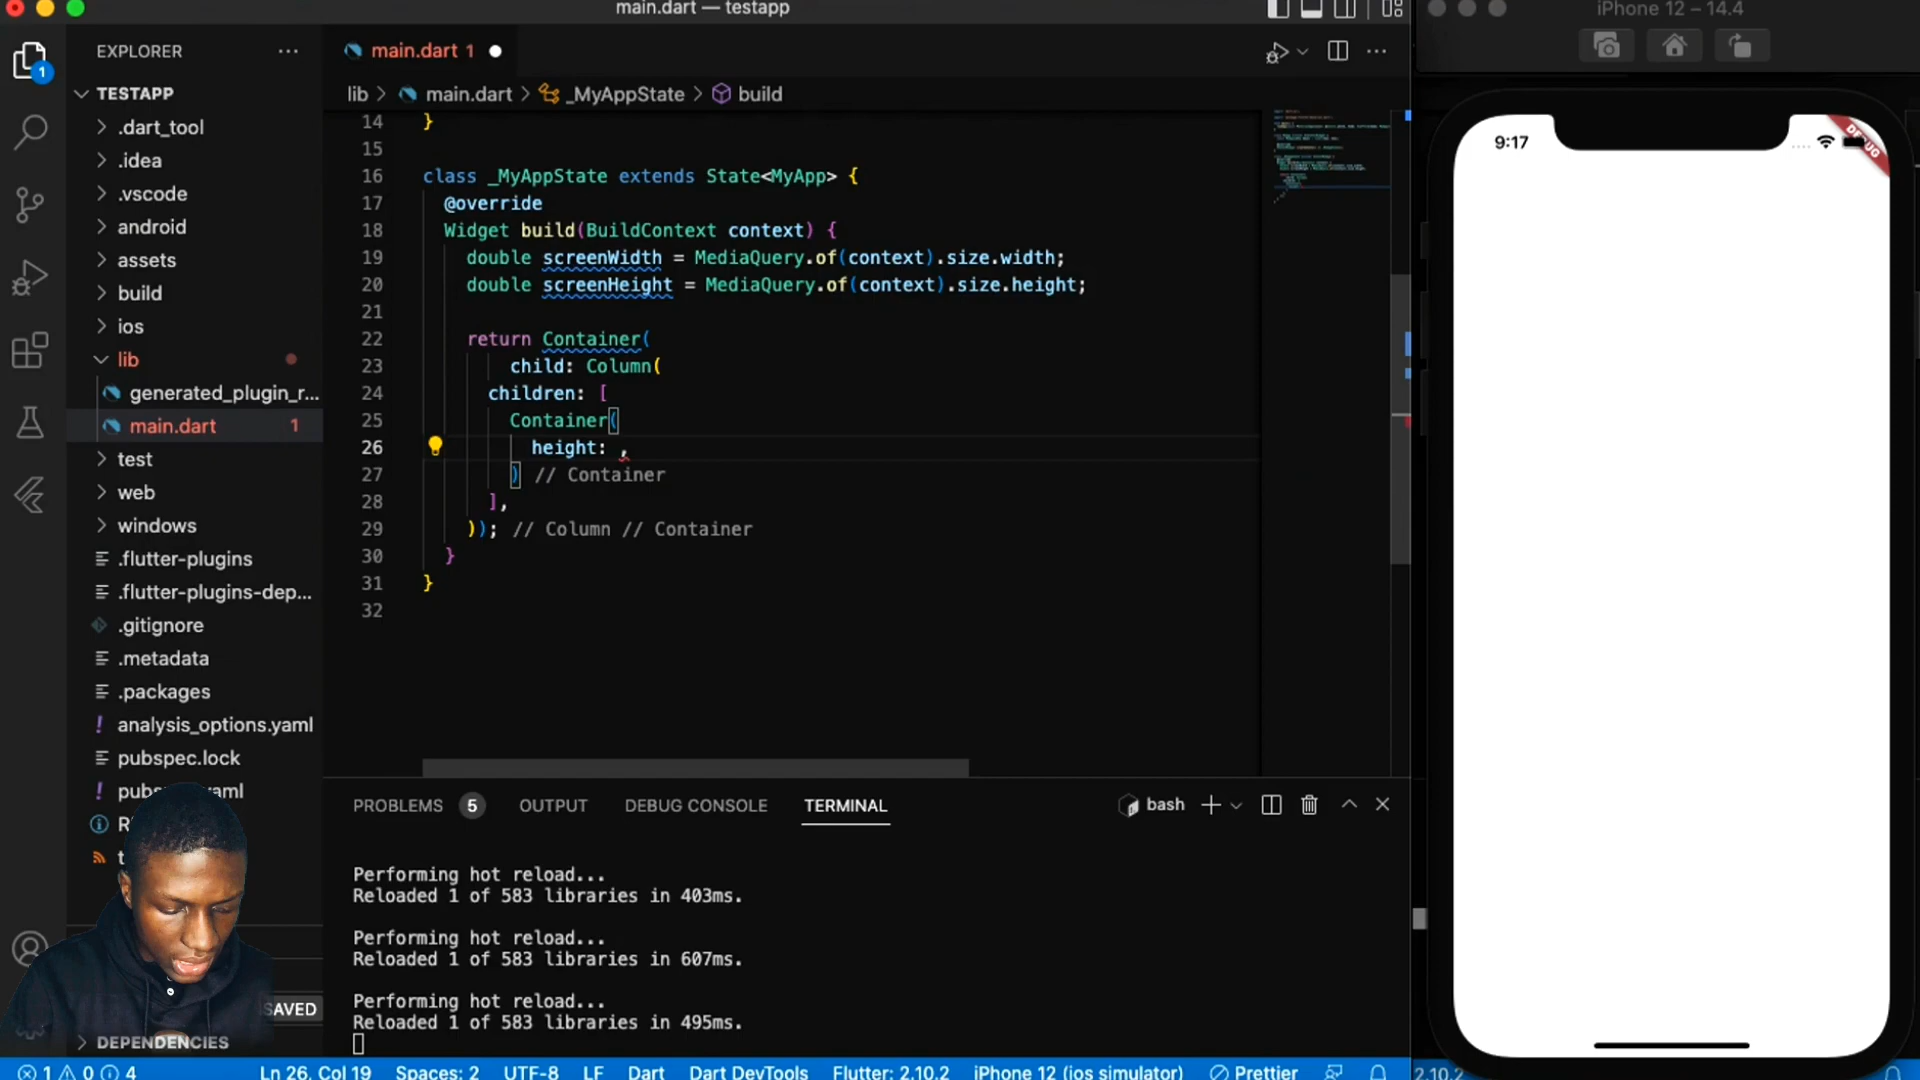 main.dart — testapp
iPhone 12 – 14.4
EXPLORER
main.dart 1
1
TESTAPP
lib
main.dart
_MyAppState
build
.dart_tool
.idea
.vscode
android
assets
build
ios
lib
generated_plugin_r...
main.dart 1
test
web
windows
.flutter-plugins
.flutter-plugins-dep...
.gitignore
.metadata
.packages
analysis_options.yaml
pubspec.lock
SAVED
DEPENDENCIES
14 }
15
16 class _MyAppState extends State<MyApp> {
17 @override
18 Widget build(BuildContext context) {
19 double screenWidth = MediaQuery.of(context).size.width;
20 double screenHeight = MediaQuery.of(context).size.height;
21
22 return Container(
23 child: Column(
24 children: [
25 Container(
26 height: ,
27 ) // Container
28 ],
29 )); // Column // Container
30 }
31 }
32
PROBLEMS 5 OUTPUT DEBUG CONSOLE TERMINAL
bash
Performing hot reload...
Reloaded 1 of 583 libraries in 403ms.
Performing hot reload...
Reloaded 1 of 583 libraries in 607ms.
Performing hot reload...
Reloaded 1 of 583 libraries in 495ms.
1 0 4 Ln 26, Col 19 Spaces: 2 UTF-8 LF Dart Dart DevTools Flutter: 2.10.2 iPhone 12 (ios simulator) Prettier
2.10.2
9:17
DEBUG